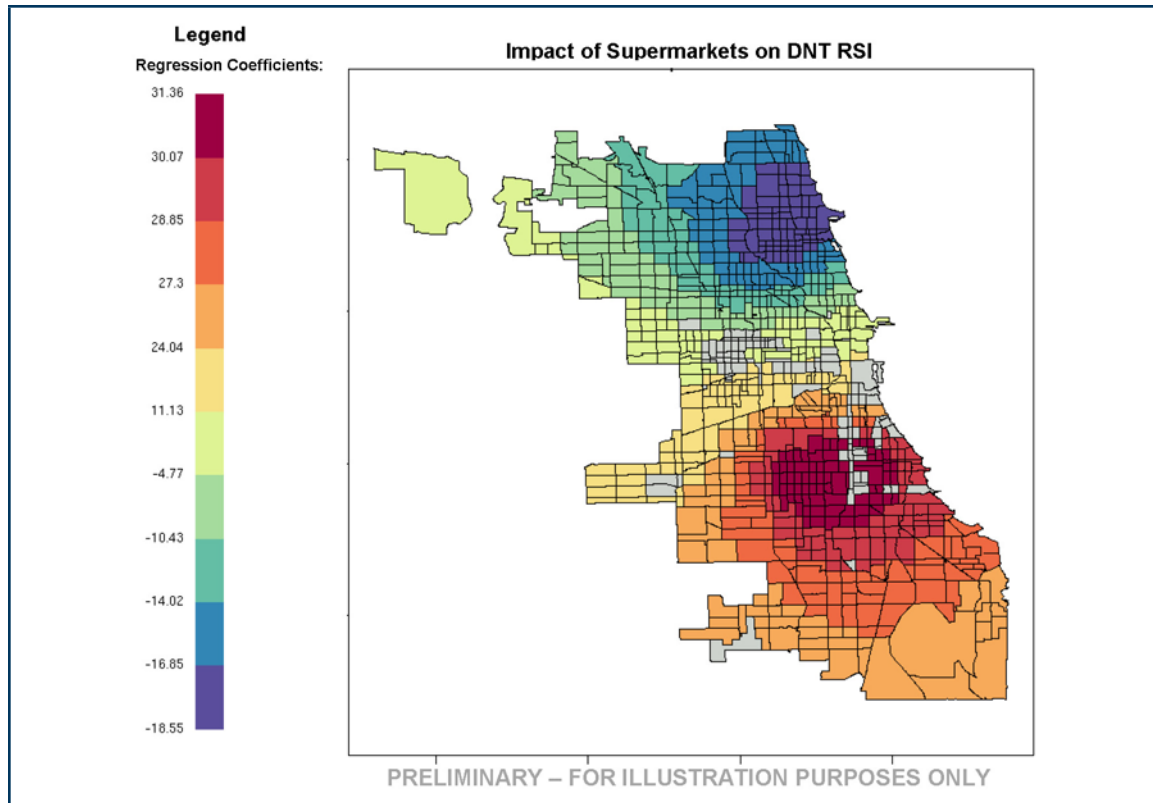 Legend
Regression Coefficients:
Impact of Supermarkets on DNT RSI
31.36
30.07
28.85
27.3
24.04
11.13
-4.77
-10.43
-14.02
-16.85
-18.55
PRELIMINARY – FOR ILLUSTRATION PURPOSES ONLY